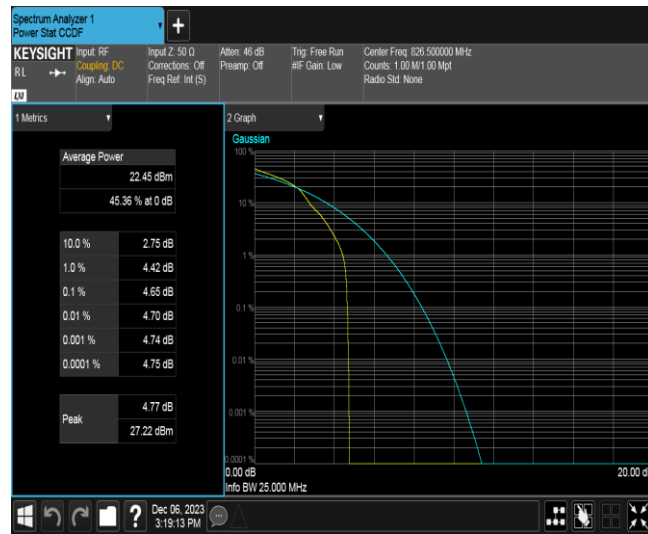 Spectrum Analyzer 1
Power Stat CCDF
+
KEYSIGHT
RL
LXI
Input: RF
Coupling: DC
Align: Auto
Input Z: 50 Ω
Corrections: Off
Freq Ref: Int (S)
Atten: 46 dB
Preamp: Off
Trig: Free Run
#IF Gain: Low
Center Freq: 826.500000 MHz
Counts: 1.00 M/1.00 Mpt
Radio Std: None
1 Metrics
Average Power
22.45 dBm
45.36 % at 0 dB
10.0 % 2.75 dB
1.0 % 4.42 dB
0.1 % 4.65 dB
0.01 % 4.70 dB
0.001 % 4.74 dB
0.0001 % 4.75 dB
Peak
4.77 dB
27.22 dBm
2 Graph
Gaussian
100 %
10 %
1 %
0.1 %
0.01 %
0.001 %
0.0001 %
0.00 dB
20.00 d
Info BW 25.000 MHz
?
Dec 06, 2023
3:19:13 PM